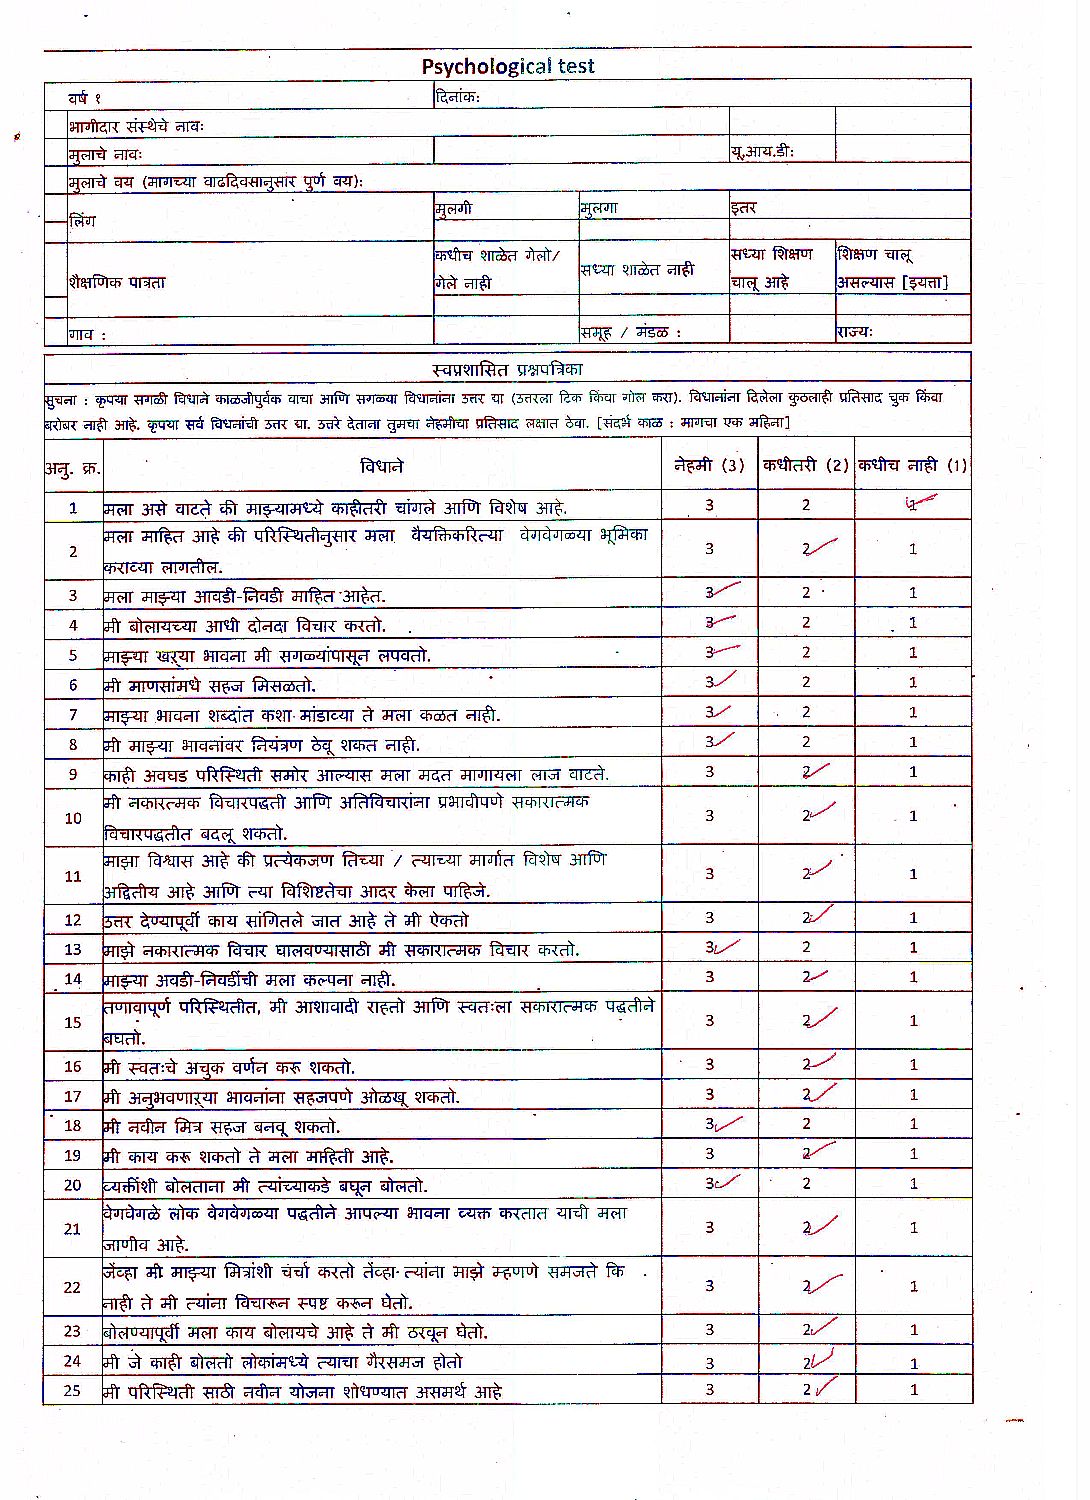 Psychological test
वर्ष १ दिनांक:
भागीदार संस्थेचे नाव:
मुलाचे नाव: यू.आय.डी:
मुलाचे वय (मागच्या वाढदिवसानुसार पुर्ण वय):
लिंग मुलगी मुलगा इतर
शैक्षणिक पात्रता कधीच शाळेत गेलो/ गेले नाही सध्या शाळेत नाही सध्या शिक्षण चालू आहे शिक्षण चालू असल्यास [इयत्ता]
गाव : समूह / मंडळ : राज्य:
स्वप्रशासित प्रश्नपत्रिका
सुचना : कृपया सगळी विधाने काळजीपुर्वक वाचा आणि सगळ्या विधानांना उत्तर द्या (उत्तरला टिक किंवा गोल करा). विधानांना दिलेला कुठलाही प्रतिसाद चुक किंवा
बरोबर नाही आहे. कृपया सर्व विधनांची उत्तर द्या. उत्तरे देताना तुमचा नेहमीचा प्रतिसाद लक्षात ठेवा. [संदर्भ काळ : मागचा एक महिना]
अनु. क्र. विधाने नेहमी (3) कधीतरी (2) कधीच नाही (1)
1 मला असे वाटते की माझ्यामध्ये काहीतरी चांगले आणि विशेष आहे. 3 2 1
2 मला माहित आहे की परिस्थितीनुसार मला वैयक्तिकरित्या वेगवेगळ्या भूमिका
कराव्या लागतील. 3 2 1
3 मला माझ्या आवडी-निवडी माहित आहेत. 3 2 1
4 मी बोलायच्या आधी दोनदा विचार करतो. 3 2 1
5 माझ्या खऱ्या भावना मी सगळ्यांपासून लपवतो. 3 2 1
6 मी माणसांमधे सहज मिसळतो. 3 2 1
7 माझ्या भावना शब्दांत कशा मांडाव्या ते मला कळत नाही. 3 2 1
8 मी माझ्या भावनांवर नियंत्रण ठेवू शकत नाही. 3 2 1
9 काही अवघड परिस्थिती समोर आल्यास मला मदत मागायला लाज वाटते. 3 2 1
10 मी नकारत्मक विचारपद्धती आणि अतिविचारांना प्रभावीपणे सकारात्मक
विचारपद्धतीत बदलू शकतो. 3 2 1
11 माझा विश्वास आहे की प्रत्येकजण तिच्या / त्याच्या मार्गात विशेष आणि
अद्वितीय आहे आणि त्या विशिष्टतेचा आदर केला पाहिजे. 3 2 1
12 उत्तर देण्यापूर्वी काय सांगितले जात आहे ते मी ऐकतो 3 2 1
13 माझे नकारात्मक विचार घालवण्यासाठी मी सकारात्मक विचार करतो. 3 2 1
14 माझ्या अवडी-निवडींची मला कल्पना नाही. 3 2 1
15 तणावापूर्ण परिस्थितीत, मी आशावादी राहतो आणि स्वतःला सकारात्मक पद्धतीने
बघतो. 3 2 1
16 मी स्वतःचे अचुक वर्णन करू शकतो. 3 2 1
17 मी अनुभवणाऱ्या भावनांना सहजपणे ओळखू शकतो. 3 2 1
18 मी नवीन मित्र सहज बनवू शकतो. 3 2 1
19 मी काय करू शकतो ते मला माहिती आहे. 3 2 1
20 व्यक्तींशी बोलताना मी त्यांच्याकडे बघून बोलतो. 3 2 1
21 वेगवेगळे लोक वेगवेगळ्या पद्धतीने आपल्या भावना व्यक्त करतात याची मला
जाणीव आहे. 3 2 1
22 जेंव्हा मी माझ्या मित्रांशी चर्चा करतो तेंव्हा त्यांना माझे म्हणणे समजते कि
नाही ते मी त्यांना विचारून स्पष्ट करून घेतो. 3 2 1
23 बोलण्यापूर्वी मला काय बोलायचे आहे ते मी ठरवून घेतो. 3 2 1
24 मी जे काही बोलतो लोकांमध्ये त्याचा गैरसमज होतो 3 2 1
25 मी परिस्थिती साठी नवीन योजना शोधण्यात असमर्थ आहे 3 2 1